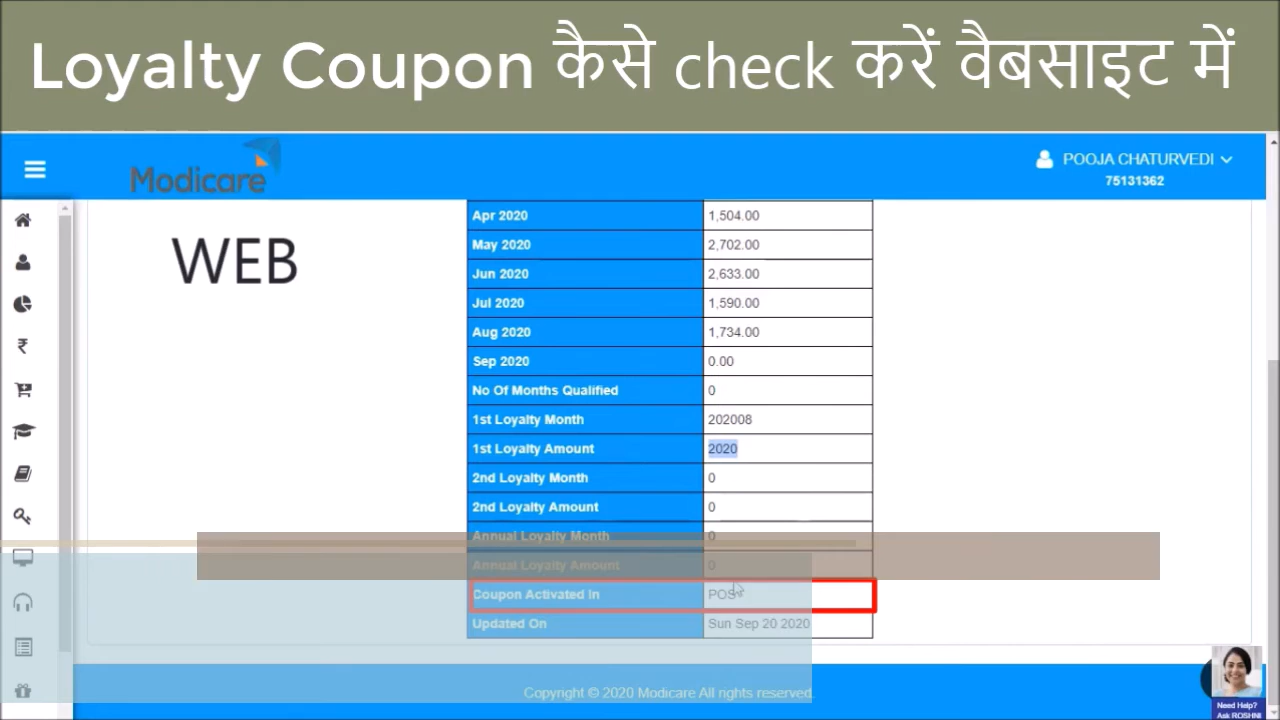 Loyalty Coupon कैसे check करें वैबसाइट में
Modicare
POOJA CHATURVEDI
75131362
WEB
Apr 2020 1,504.00
May 2020 2,702.00
Jun 2020 2,633.00
Jul 2020 1,590.00
Aug 2020 1,734.00
Sep 2020 0.00
No Of Months Qualified 0
1st Loyalty Month 202008
1st Loyalty Amount 2020
2nd Loyalty Month 0
2nd Loyalty Amount 0
Annual Loyalty Month 0
Annual Loyalty Amount 0
Coupon Activated In POS
Updated On Sun Sep 20 2020
Copyright © 2020 Modicare All rights reserved.
Need Help?
Ask ROSHNI